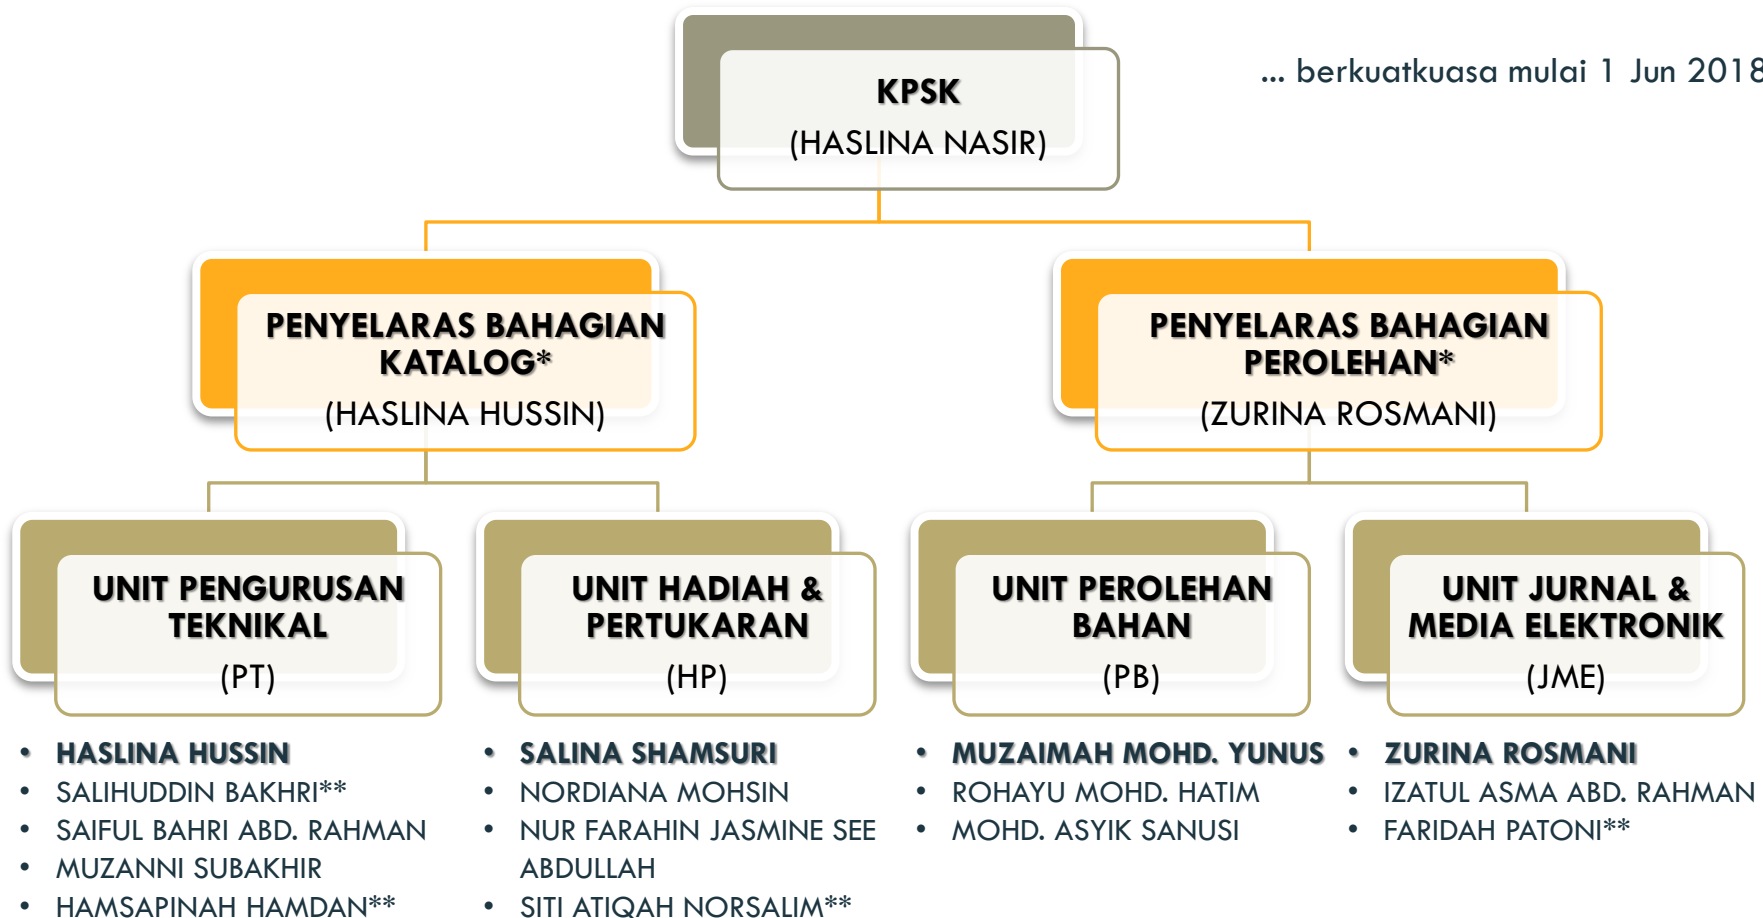 KPSK
(HASLINA NASIR)
... berkuatkuasa mulai 1 Jun 2018
PENYELARAS BAHAGIAN
KATALOG*
(HASLINA HUSSIN)
PENYELARAS BAHAGIAN
PEROLEHAN*
(ZURINA ROSMANI)
UNIT PENGURUSAN
TEKNIKAL
(PT)
UNIT HADIAH &
PERTUKARAN
(HP)
UNIT PEROLEHAN
BAHAN
(PB)
UNIT JURNAL &
MEDIA ELEKTRONIK
(JME)
• HASLINA HUSSIN
• SALIHUDDIN BAKHRI**
• SAIFUL BAHRI ABD. RAHMAN
• MUZANNI SUBAKHIR
• HAMSAPINAH HAMDAN**
• SALINA SHAMSURI
• NORDIANA MOHSIN
• NUR FARAHIN JASMINE SEE
ABDULLAH
• SITI ATIQAH NORSALIM**
• MUZAIMAH MOHD. YUNUS
• ROHAYU MOHD. HATIM
• MOHD. ASYIK SANUSI
• ZURINA ROSMANI
• IZATUL ASMA ABD. RAHMAN
• FARIDAH PATONI**